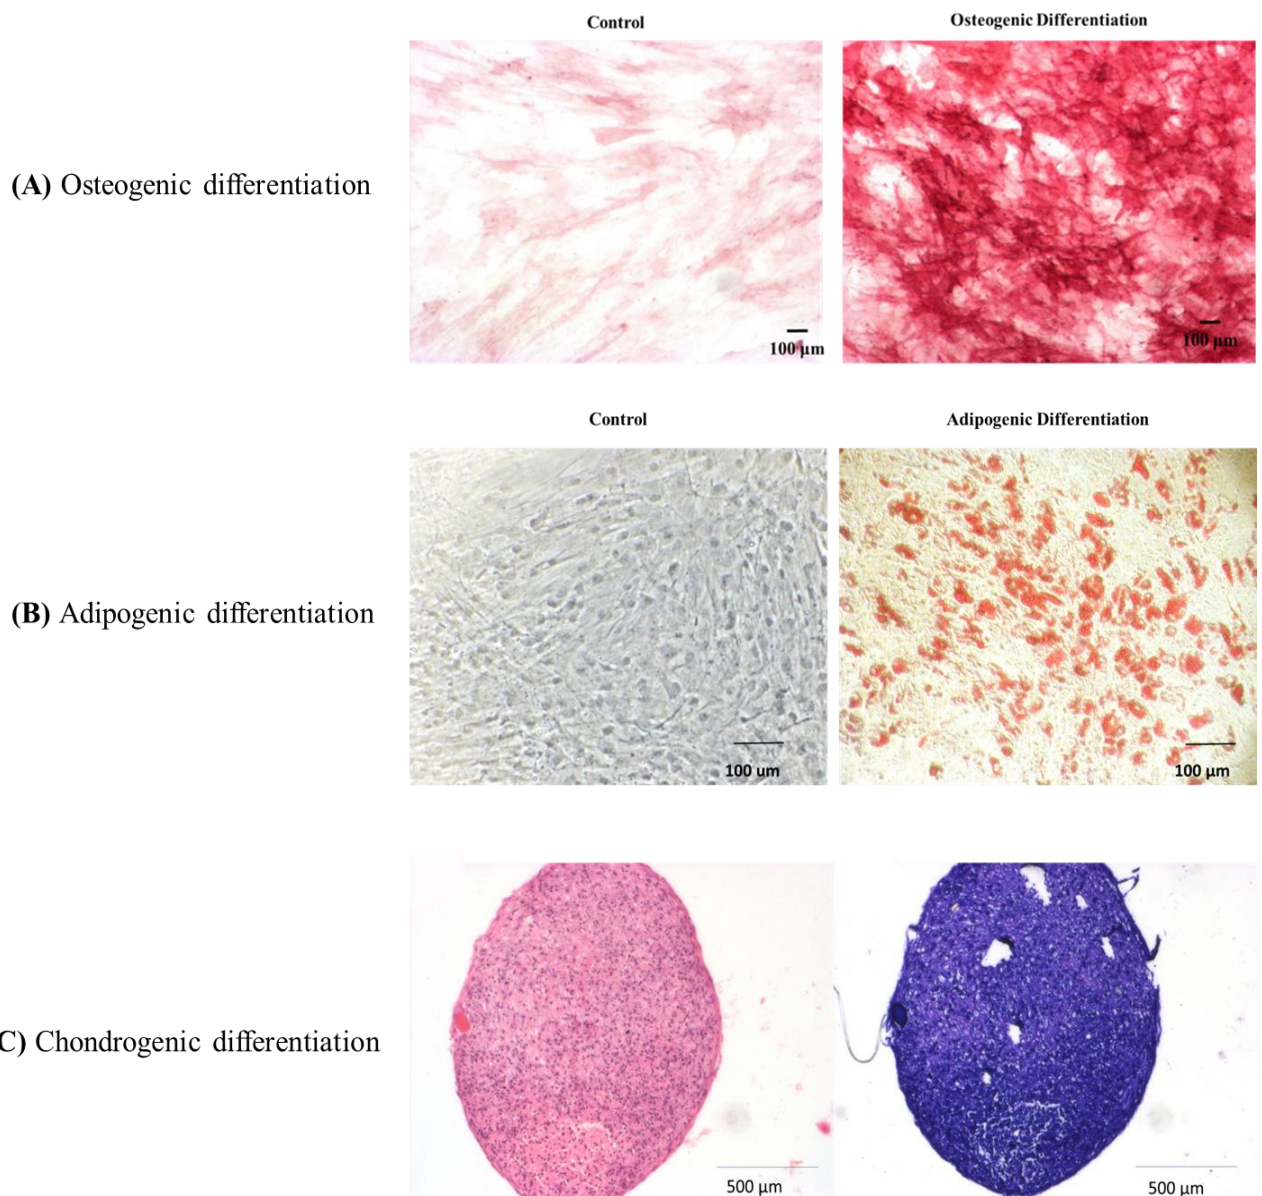 Control
Osteogenic Differentiation
(A) Osteogenic differentiation
100 µm
100 µm
Control
Adipogenic Differentiation
(B) Adipogenic differentiation
100 um
100 µm
C) Chondrogenic differentiation
500 µm
500 µm